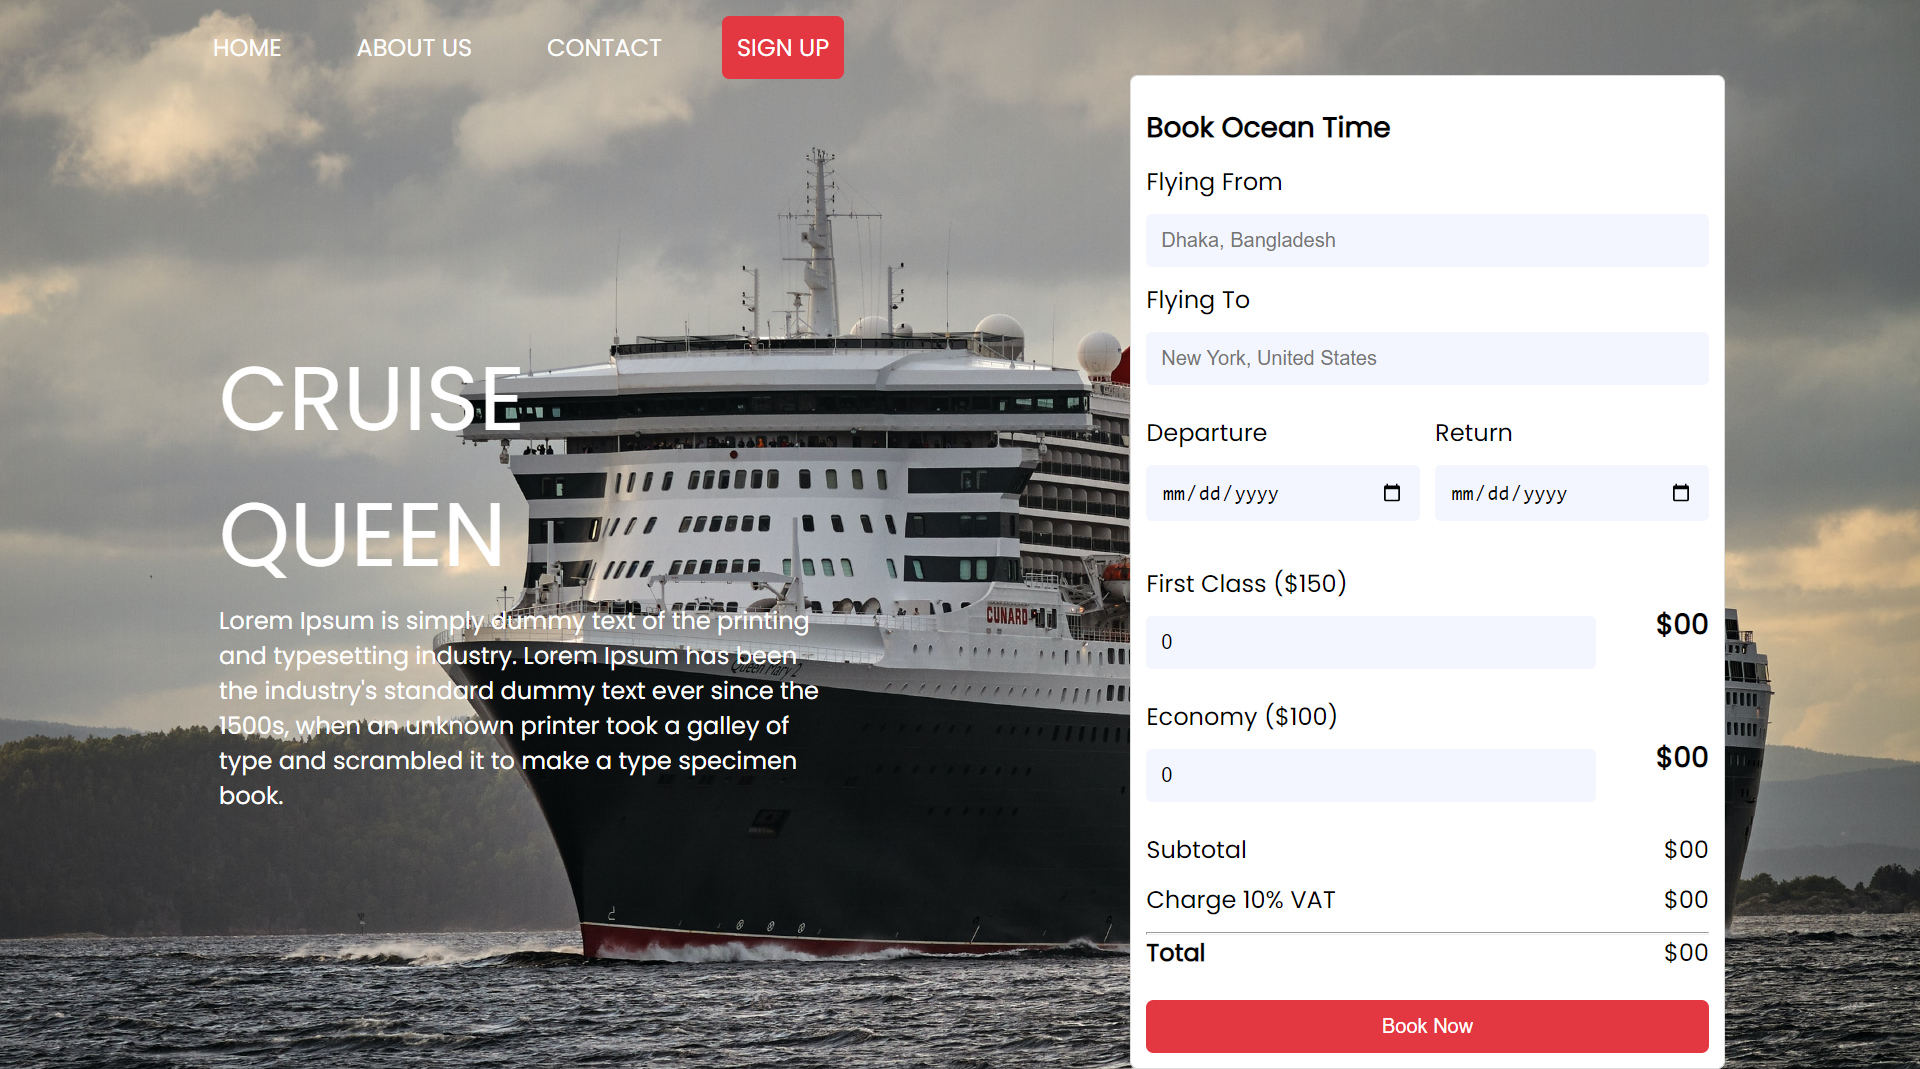 HOME ABOUT US CONTACT SIGN UP
CRUISE
QUEEN
Lorem Ipsum is simply dummy text of the printing
and typesetting industry. Lorem Ipsum has been
the industry's standard dummy text ever since the
1500s, when an unknown printer took a galley of
type and scrambled it to make a type specimen
book.
CUNARD
Queen Mary 2
Book Ocean Time
Flying From
Dhaka, Bangladesh
Flying To
New York, United States
Departure Return
mm/dd/yyyy mm/dd/yyyy
First Class ($150)
0 $00
Economy ($100)
0 $00
Subtotal $00
Charge 10% VAT $00
Total $00
Book Now